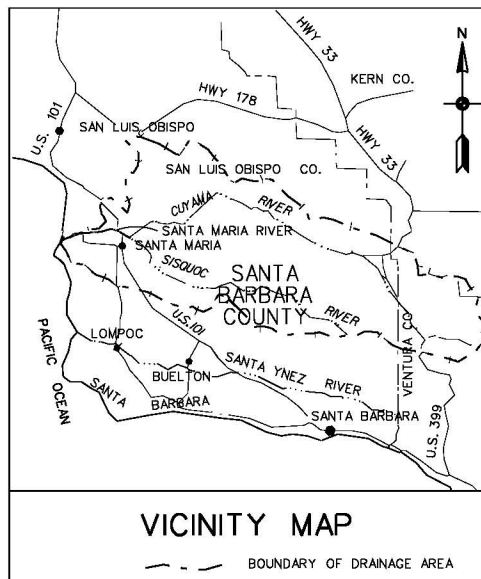 HWY 33
N
KERN CO.
HWY 178
U.S. 101
SAN LUIS OBISPO
HWY 33
SAN LUIS OBISPO CO.
CUYAMA RIVER
SANTA MARIA RIVER
SANTA MARIA
SISQUOC RIVER
SANTA
BARBARA
COUNTY
U.S.101
PACIFIC OCEAN
LOMPOC
BUELTON
SANTA YNEZ RIVER
VENTURA CO.
SANTA BARBARA
SANTA BARBARA
U.S. 399
VICINITY MAP
BOUNDARY OF DRAINAGE AREA